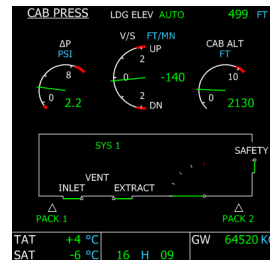 CAB PRESS LDG ELEV AUTO 499 FT
ΔP V/S FT/MN CAB ALT
PSI UP FT
8 2 10
0 0 -140 0
2.2 2 DN 2130
SYS 1
SAFETY
VENT
INLET EXTRACT
PACK 1 PACK 2
TAT +4 °C GW 64520 KG
SAT -6 °C 16 H 09